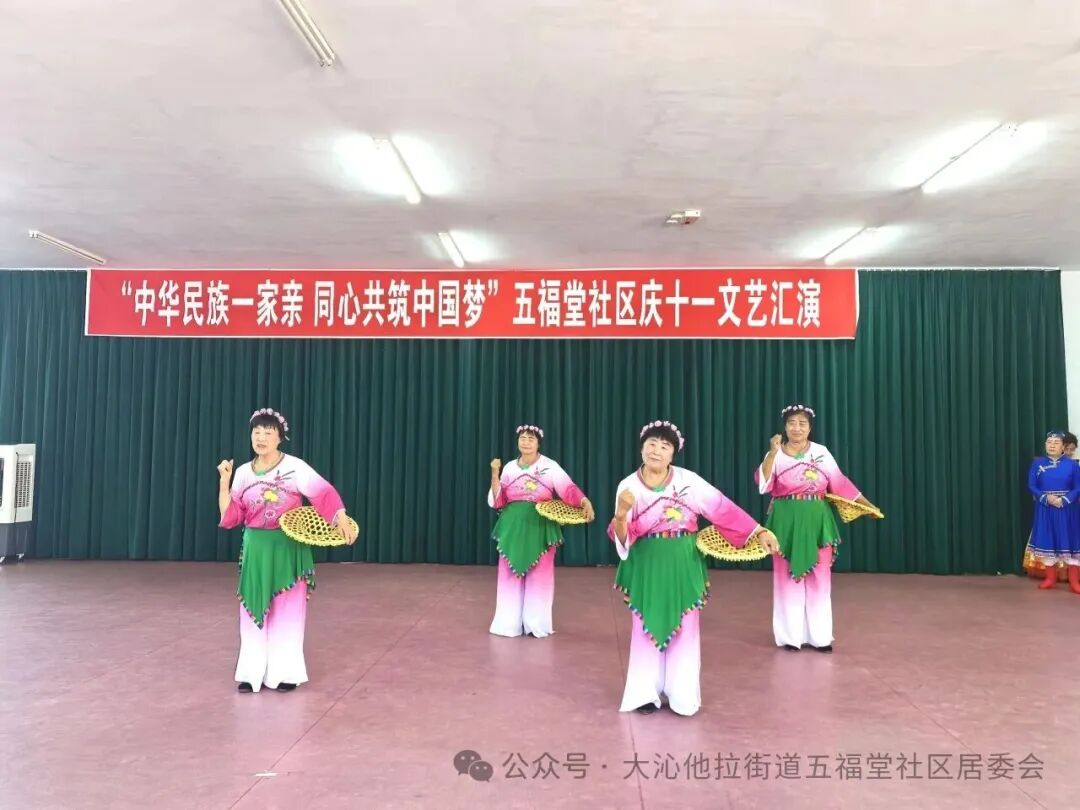 “中华民族一家亲 同心共筑中国梦”五福堂社区庆十一文艺汇演
公众号 · 大沁他拉街道五福堂社区居委会